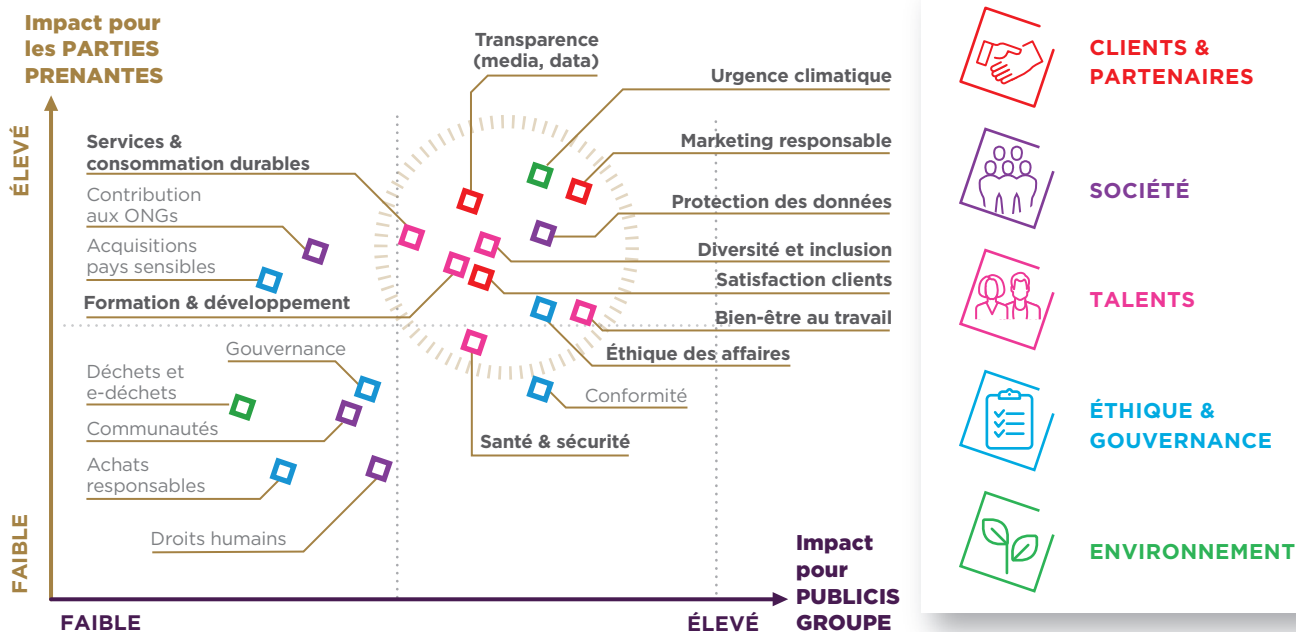 Impact pour
les PARTIES
PRENANTES
ÉLEVÉ
FAIBLE
Transparence
(media, data)
Urgence climatique
Services &
consommation durables
Marketing responsable
Contribution
aux ONGs
Protection des données
Acquisitions
pays sensibles
Diversité et inclusion
Satisfaction clients
Formation & développement
Bien-être au travail
Gouvernance
Éthique des affaires
Déchets et
e-déchets
Conformité
Communautés
Santé & sécurité
Achats
responsables
Droits humains
Impact
pour
PUBLICIS
GROUPE
FAIBLE
ÉLEVÉ
CLIENTS &
PARTENAIRES
SOCIÉTÉ
TALENTS
ÉTHIQUE &
GOUVERNANCE
ENVIRONNEMENT